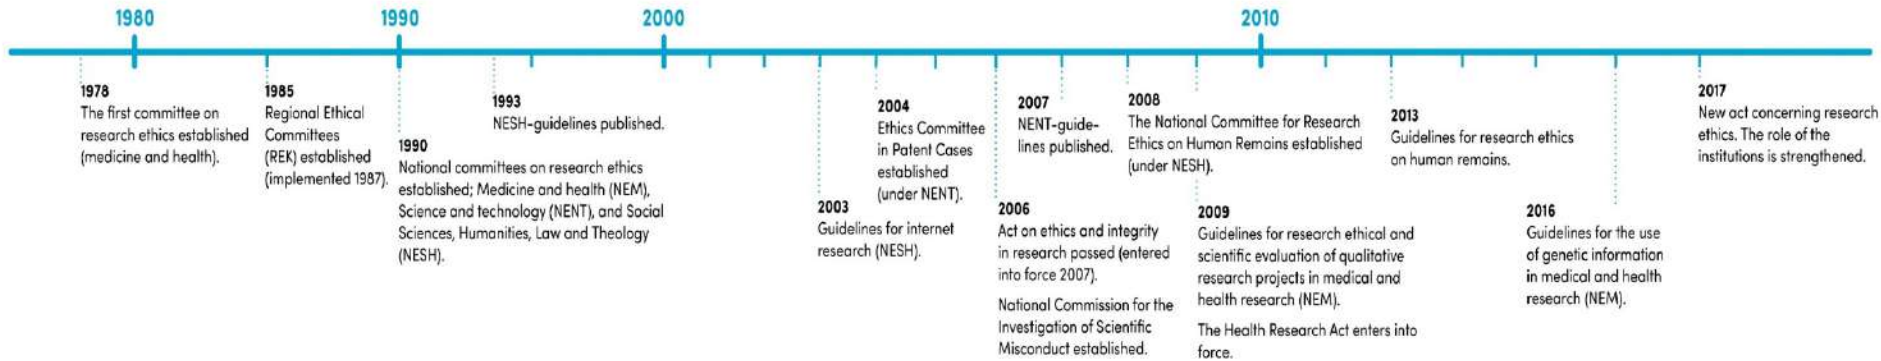 1980
1990
2000
2010
1978
The first committee on
research ethics established
(medicine and health).
1985
Regional Ethical
Committees
(REK) established
(implemented 1987).
1990
National committees on research ethics
established; Medicine and health (NEM),
Science and technology (NENT), and Social
Sciences, Humanities, Law and Theology
(NESH).
1993
NESH-guidelines published.
2003
Guidelines for internet
research (NESH).
2004
Ethics Committee
in Patent Cases
established
(under NENT).
2006
Act on ethics and integrity
in research passed (entered
into force 2007).
National Commission for the
Investigation of Scientific
Misconduct established.
2007
NENT-guide-
lines published.
2008
The National Committee for Research
Ethics on Human Remains established
(under NESH).
2009
Guidelines for research ethical and
scientific evaluation of qualitative
research projects in medical and
health research (NEM).
The Health Research Act enters into
force.
2013
Guidelines for research ethics
on human remains.
2016
Guidelines for the use
of genetic information
in medical and health
research (NEM).
2017
New act concerning research
ethics. The role of the
institutions is strengthened.